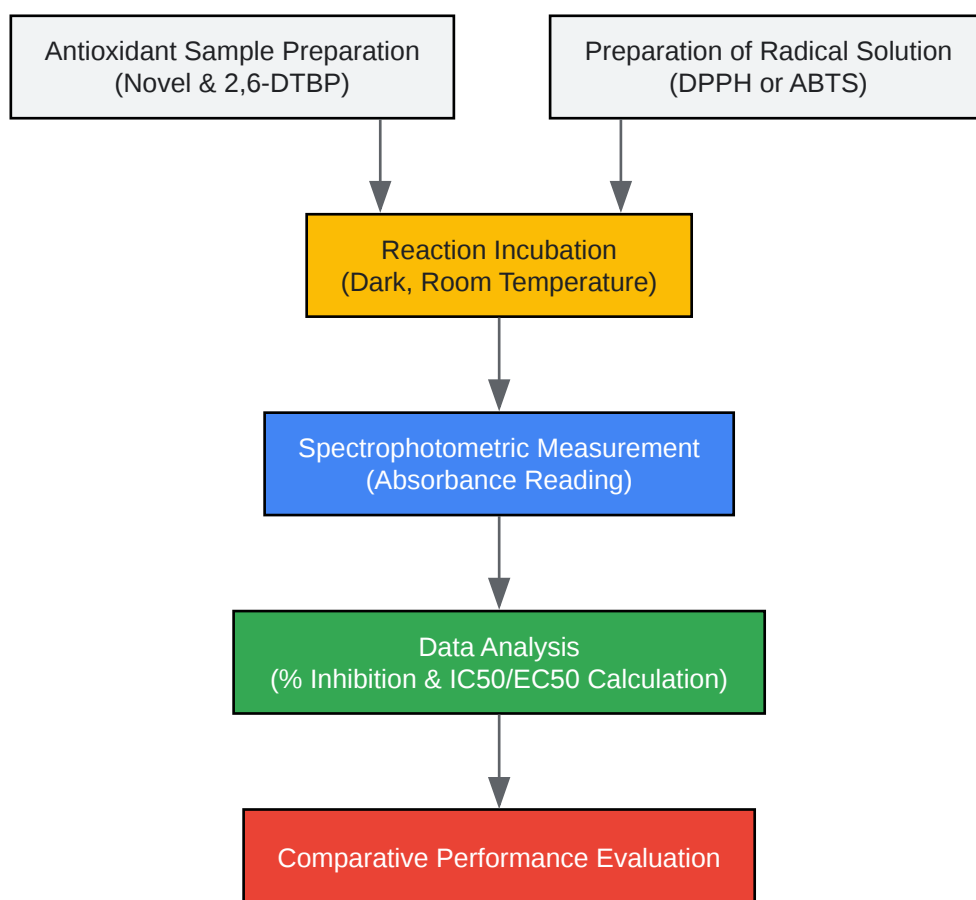 Antioxidant Sample Preparation
(Novel & 2,6-DTBP)
Preparation of Radical Solution
(DPPH or ABTS)
Reaction Incubation
(Dark, Room Temperature)
Spectrophotometric Measurement
(Absorbance Reading)
Data Analysis
(% Inhibition & IC50/EC50 Calculation)
Comparative Performance Evaluation